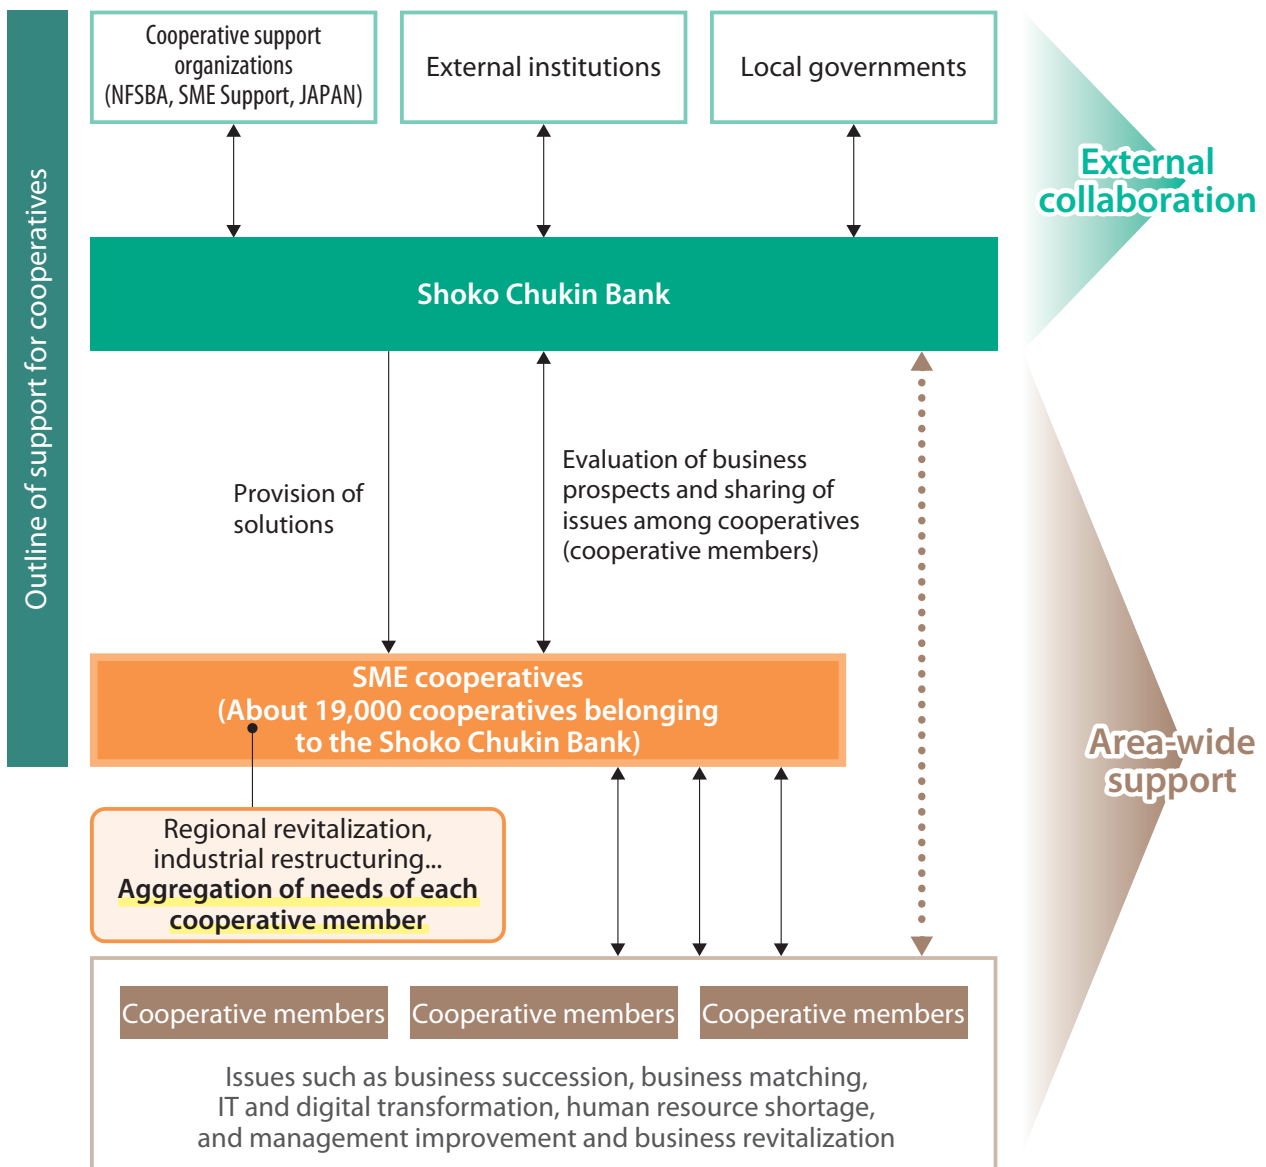 Outline of support for cooperatives
Cooperative support
organizations
(NFSBA, SME Support, JAPAN)
External institutions
Local governments
External
collaboration
Shoko Chukin Bank
Provision of
solutions
Evaluation of business
prospects and sharing of
issues among cooperatives
(cooperative members)
SME cooperatives
(About 19,000 cooperatives belonging
to the Shoko Chukin Bank)
Area-wide
support
Regional revitalization,
industrial restructuring...
Aggregation of needs of each
cooperative member
Cooperative members
Cooperative members
Cooperative members
Issues such as business succession, business matching,
IT and digital transformation, human resource shortage,
and management improvement and business revitalization